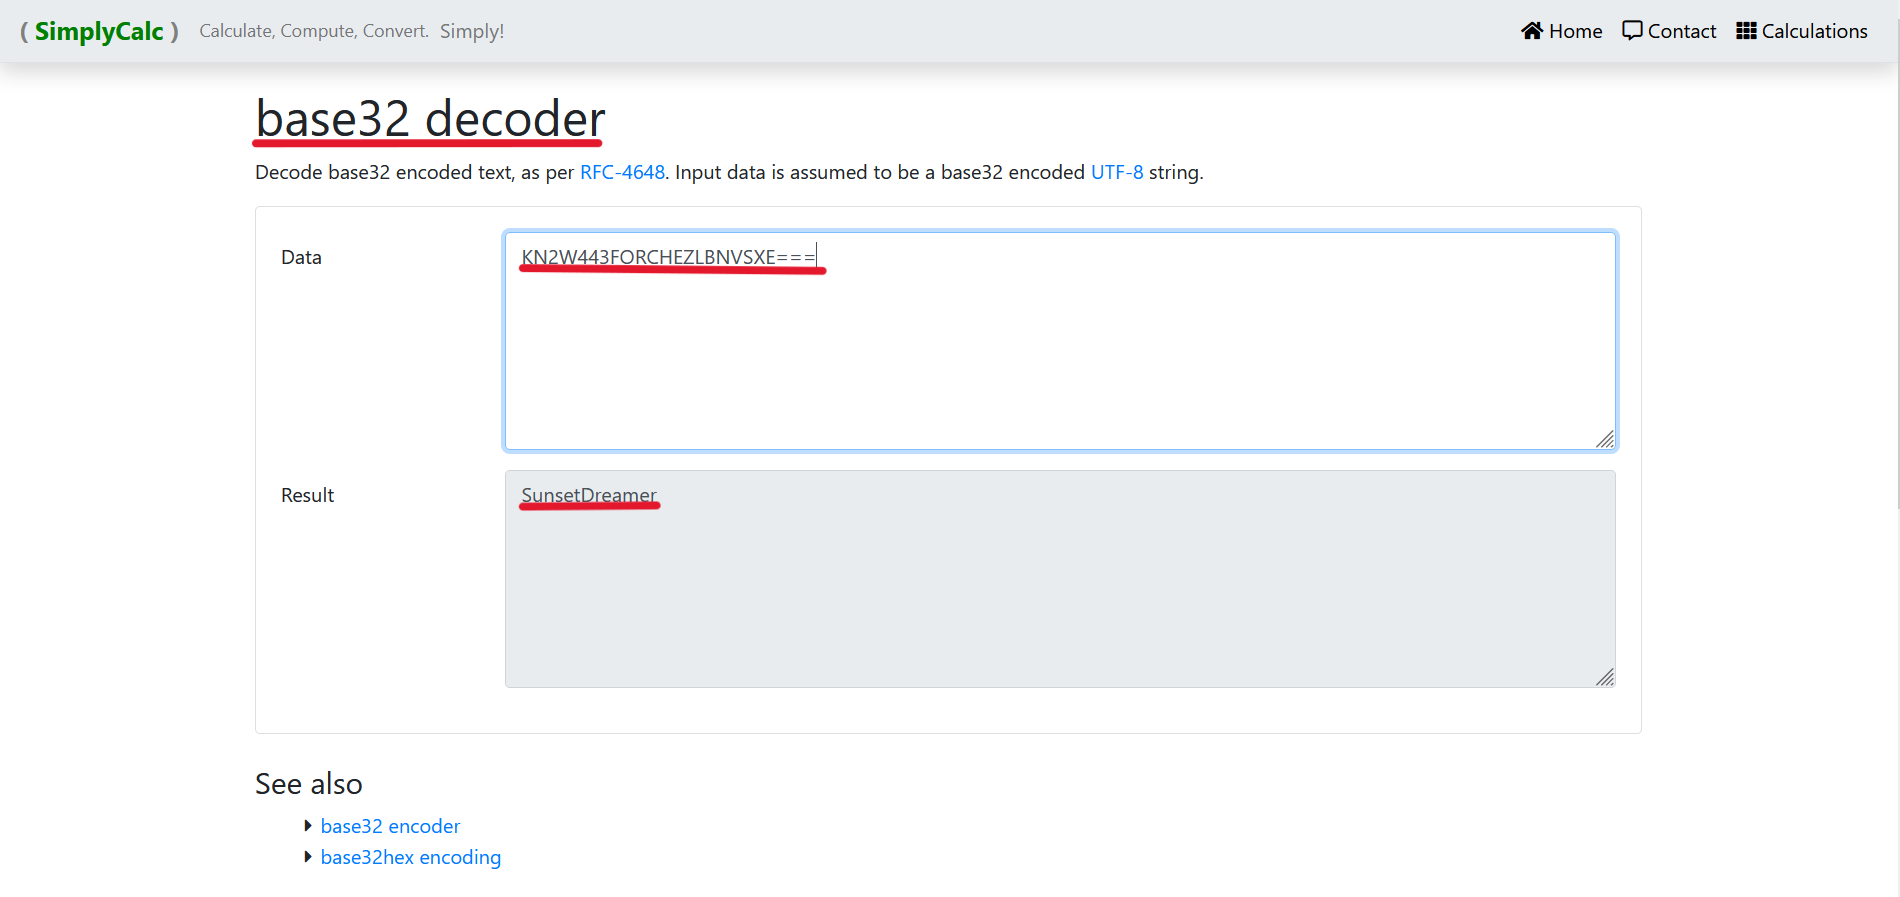 ( SimplyCalc ) Calculate, Compute, Convert. Simply! Home Contact Calculations
base32 decoder
Decode base32 encoded text, as per RFC-4648. Input data is assumed to be a base32 encoded UTF-8 string.
Data KN2W443FORCHEZLBNVSXE===
Result SunsetDreamer
See also
base32 encoder
base32hex encoding